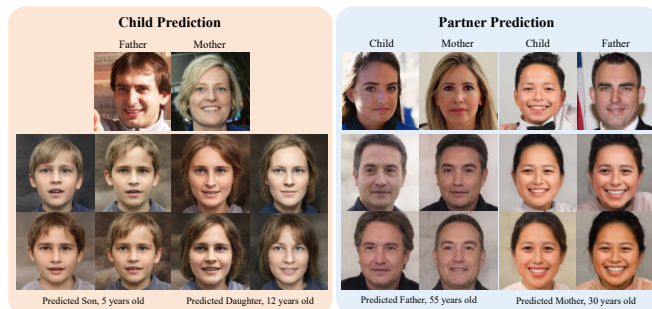 Child Prediction
Father Mother
Predicted Son, 5 years old Predicted Daughter, 12 years old
Partner Prediction
Child Mother Child Father
Predicted Father, 55 years old Predicted Mother, 30 years old